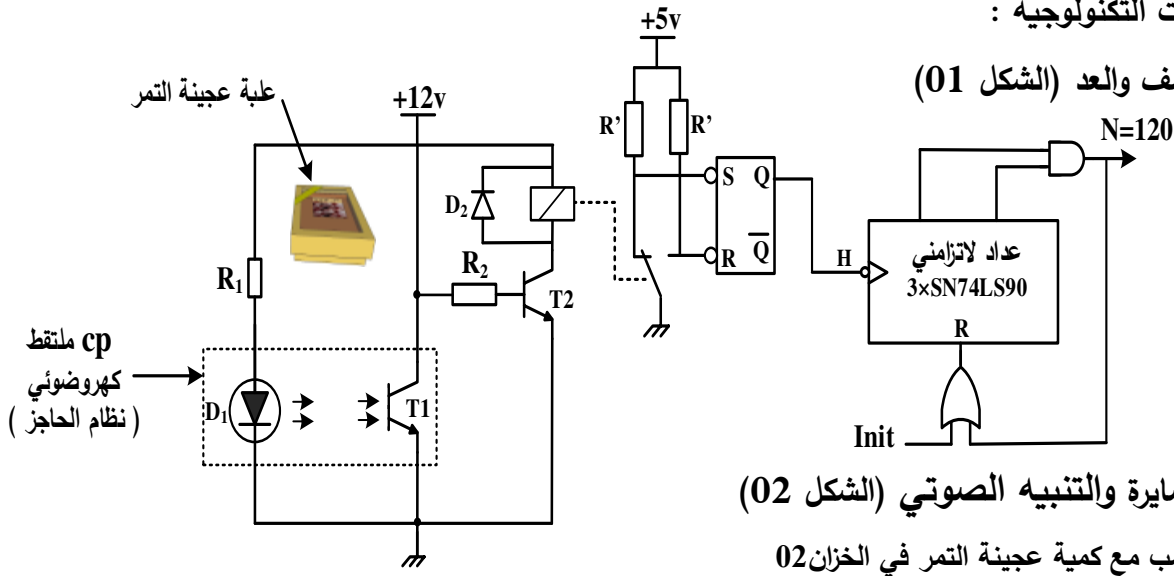 التكنولوجيه :
والعد (الشكل 01)
+5v
علبة عجينة التمر
+12v
N=120
R’ R’
D₂
S Q
R Q̅
H
عداد لاتزامني
3×SN74LS90
R
R₁
R₂
T2
cp ملتقط
كهروضوئي
( نظام الحاجز )
D₁
T1
Init
والتنبيه الصوتي (الشكل 02)
مع كمية عجينة التمر في الخزان02